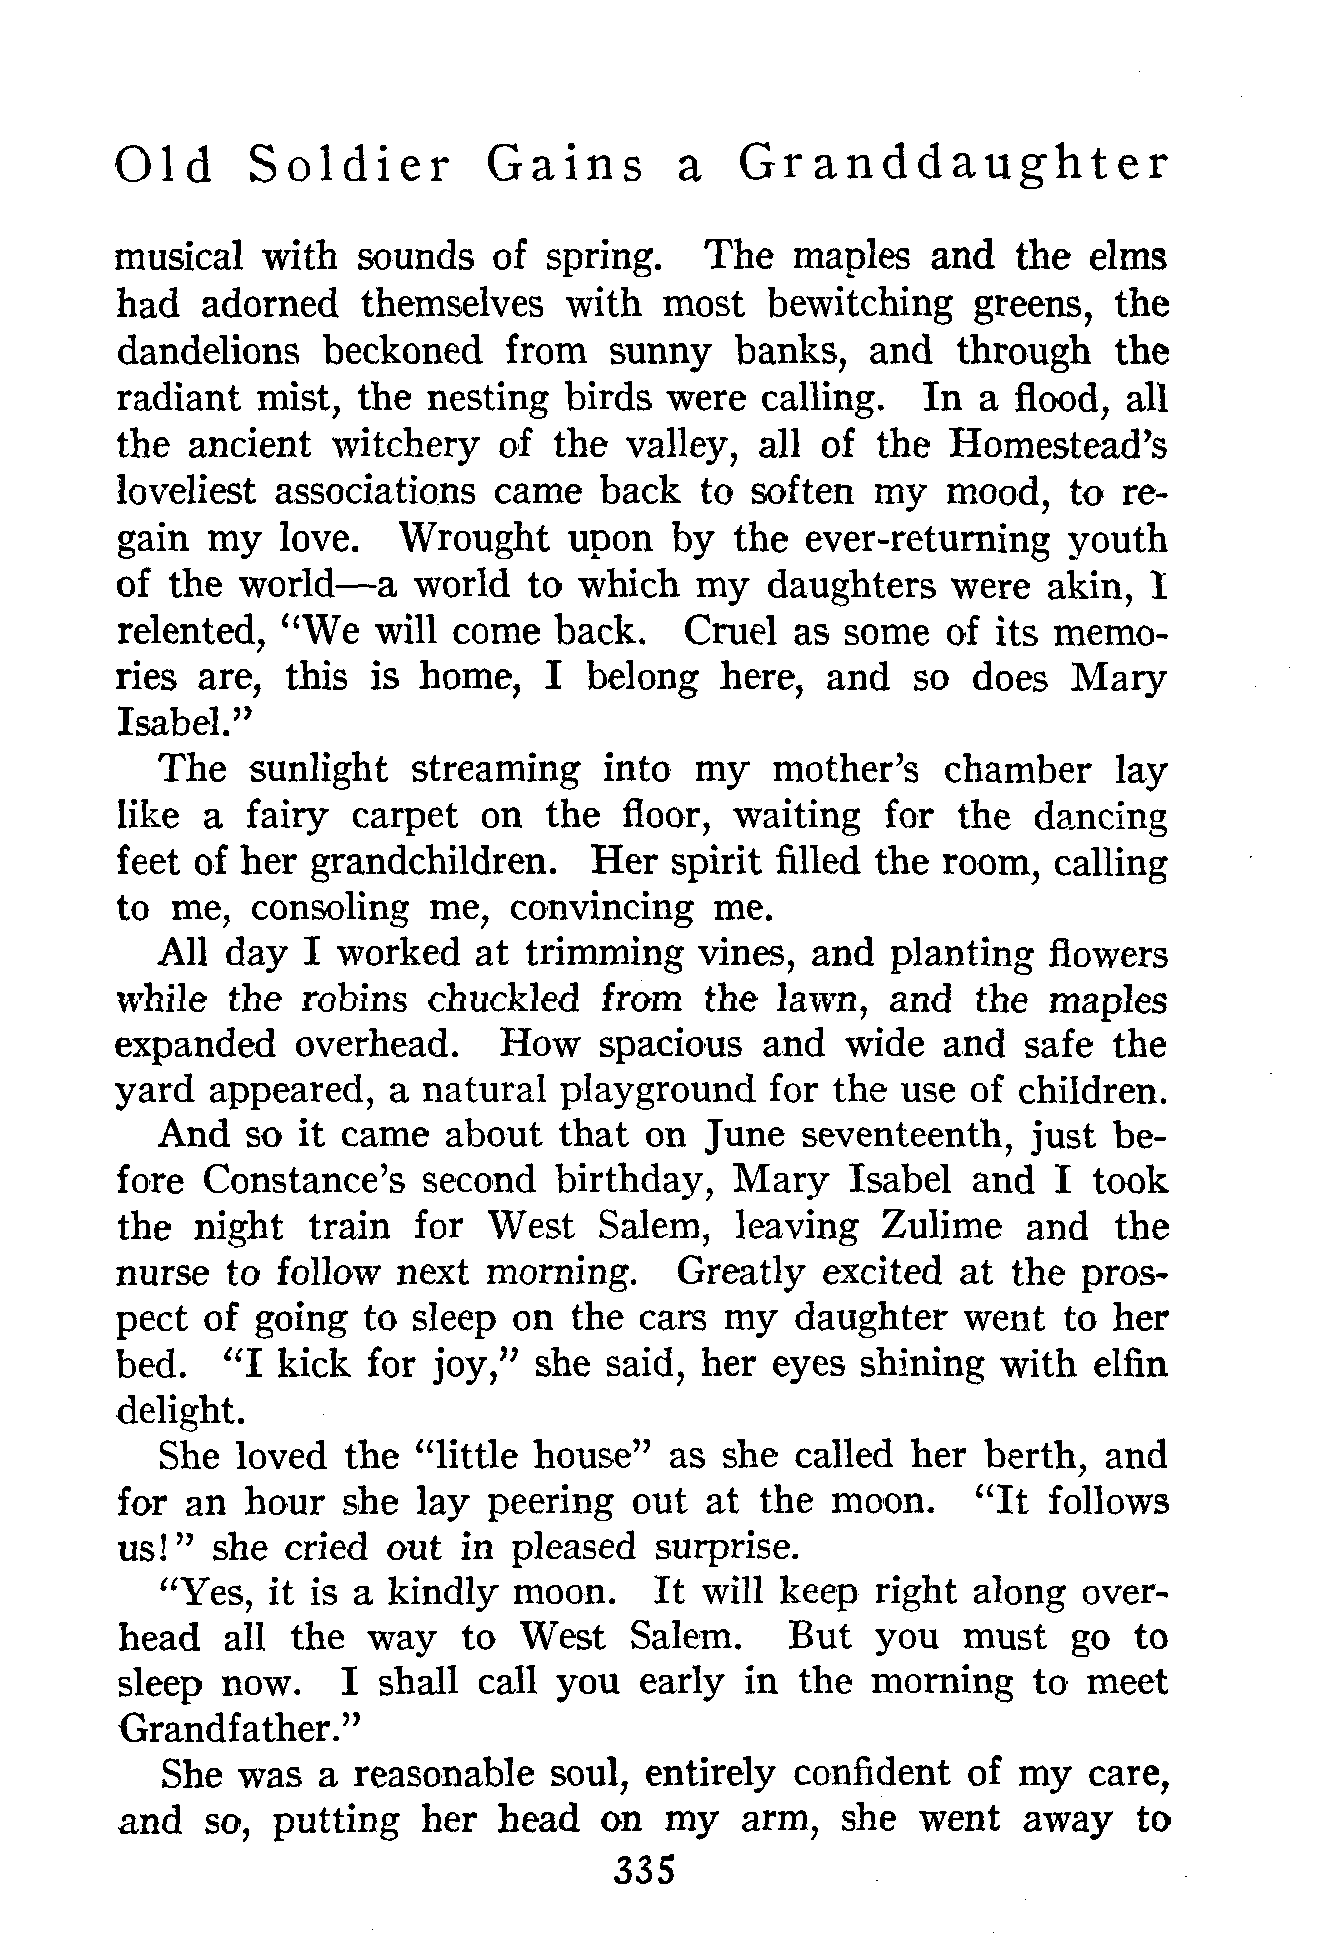 Old Soldier Gains a Granddaughter
musical with sounds of spring. The maples and the elms
had adorned themselves with most bewitching greens, the
dandelions beckoned from sunny banks, and through the
radiant mist, the nesting birds were calling. In a flood, all
the ancient witchery of the valley, all of the Homestead's
loveliest associations came back to soften my mood, to re-
gain my love. Wrought upon by the ever-returning youth
of the world—a world to which my daughters were akin, I
relented, "We will come back. Cruel as some of its memo-
ries are, this is home, I belong here, and so does Mary
Isabel."
The sunlight streaming into my mother's chamber lay
like a fairy carpet on the floor, waiting for the dancing
feet of her grandchildren. Her spirit filled the room, calling
to me, consoling me, convincing me.
All day I worked at trimming vines, and planting flowers
while the robins chuckled from the lawn, and the maples
expanded overhead. How spacious and wide and safe the
yard appeared, a natural playground for the use of children.
And so it came about that on June seventeenth, just be-
fore Constance's second birthday, Mary Isabel and I took
the night train for West Salem, leaving Zulime and the
nurse to follow next morning. Greatly excited at the pros-
pect of going to sleep on the cars my daughter went to her
bed. "I kick for joy," she said, her eyes shining with elfin
delight.
She loved the "little house" as she called her berth, and
for an hour she lay peering out at the moon. "It follows
us!" she cried out in pleased surprise.
"Yes, it is a kindly moon. It will keep right along over-
head all the way to West Salem. But you must go to
sleep now. I shall call you early in the morning to meet
Grandfather."
She was a reasonable soul, entirely confident of my care,
and so, putting her head on my arm, she went away to
335